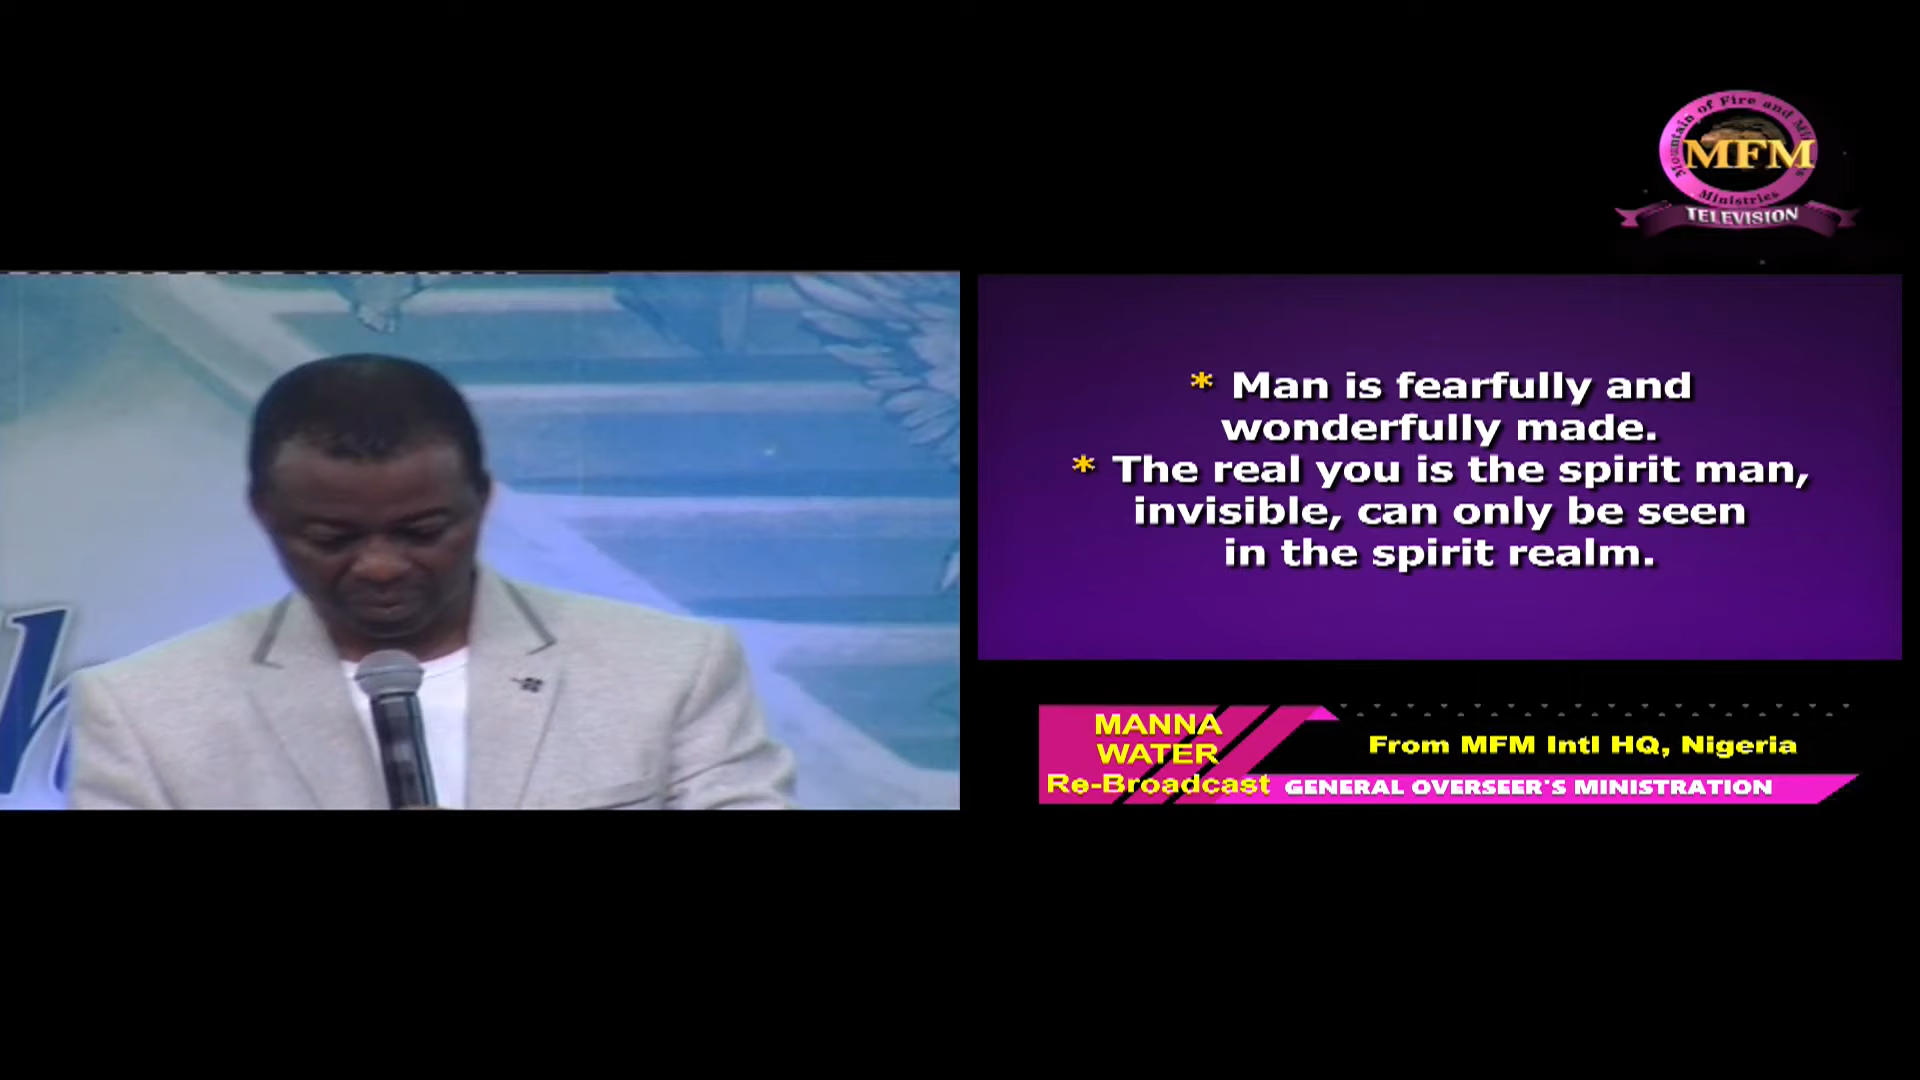 Mountain of Fire and
Ministries
MFM
TELEVISION
* Man is fearfully and
wonderfully made.
* The real you is the spirit man,
invisible, can only be seen
in the spirit realm.
MANNA
WATER
Re-Broadcast
From MFM Intl HQ, Nigeria
GENERAL OVERSEER'S MINISTRATION